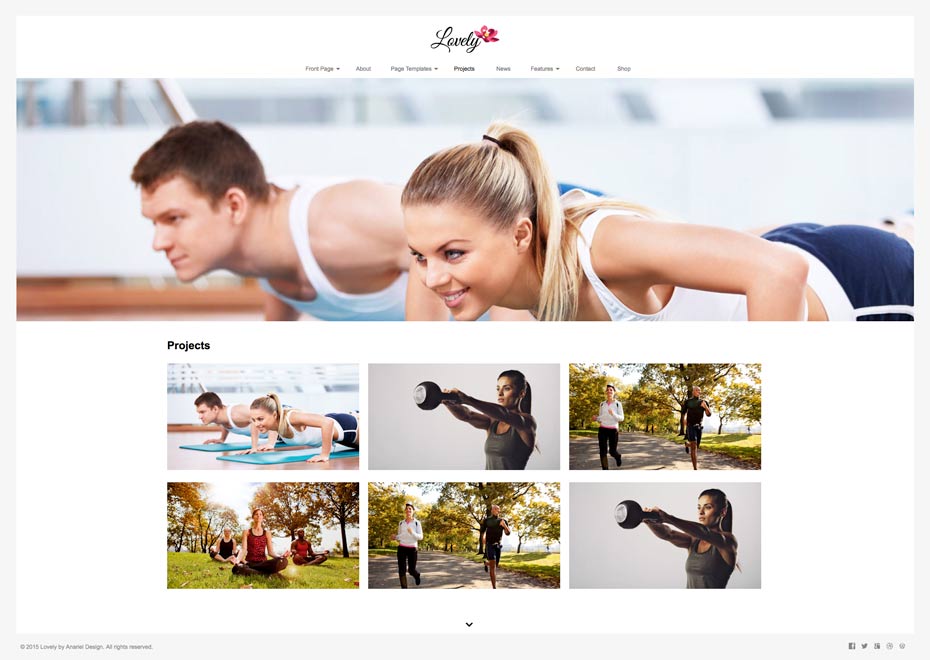 Lovely
Front Page About Page Templates Projects News Features Contact Shop
Projects
© 2015 Lovely by Anariel Design. All rights reserved.